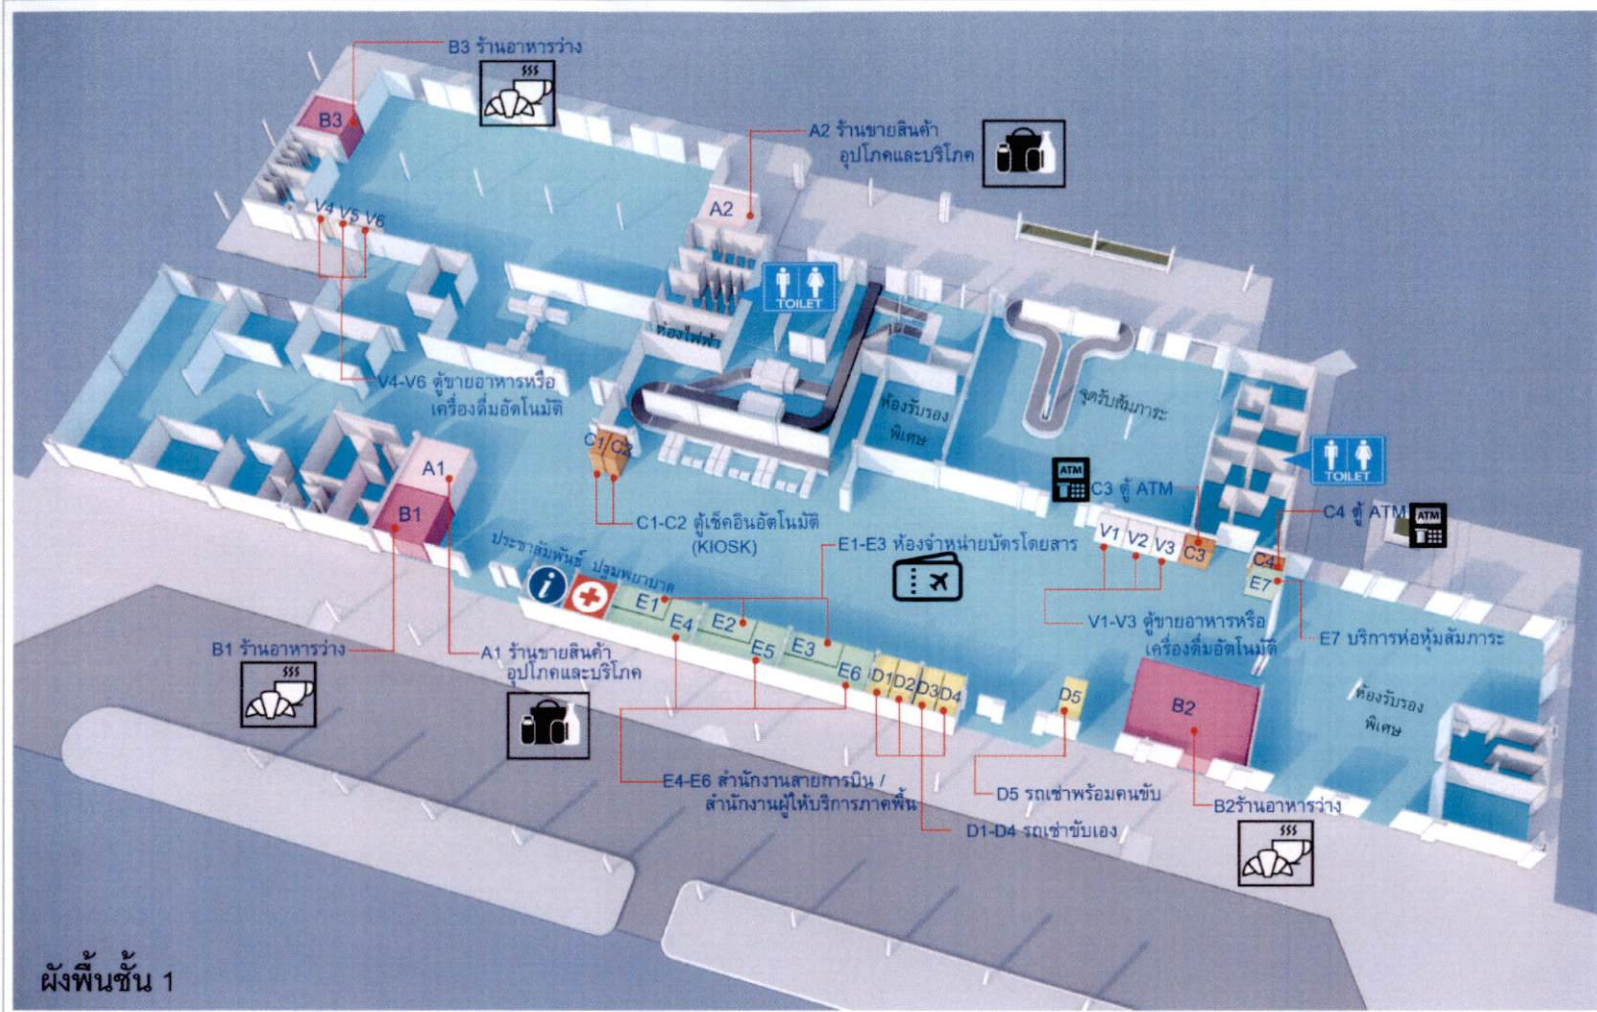 B3 ร้านอาหารว่าง
B3
A2 ร้านขายสินค้า
อุปโภคและบริโภค
A2
V4 V5 V6
TOILET
ห้องไฟฟ้า
V4-V6 ตู้ขายอาหารหรือ
เครื่องดื่มอัตโนมัติ
ห้องรับรอง
พิเศษ
จุดรับสัมภาระ
C1 C2
A1
B1
TOILET
ATM
C3 ตู้ ATM
C4 ตู้ ATM
ATM
C1-C2 ตู้เช็คอินอัตโนมัติ
(KIOSK)
E1-E3 ห้องจำหน่ายบัตรโดยสาร
V1 V2 V3 C3
C4
E7
ประชาสัมพันธ์ ปฐมพยาบาล
i
E1
E4
E2
E5
E3
E6
D1 D2 D3 D4
D5
B2
V1-V3 ตู้ขายอาหารหรือ
เครื่องดื่มอัตโนมัติ
E7 บริการห่อหุ้มสัมภาระ
B1 ร้านอาหารว่าง
A1 ร้านขายสินค้า
อุปโภคและบริโภค
ห้องรับรอง
พิเศษ
E4-E6 สำนักงานสายการบิน /
สำนักงานผู้ให้บริการภาคพื้น
D5 รถเช่าพร้อมคนขับ
D1-D4 รถเช่าขับเอง
B2ร้านอาหารว่าง
ผังพื้นชั้น 1